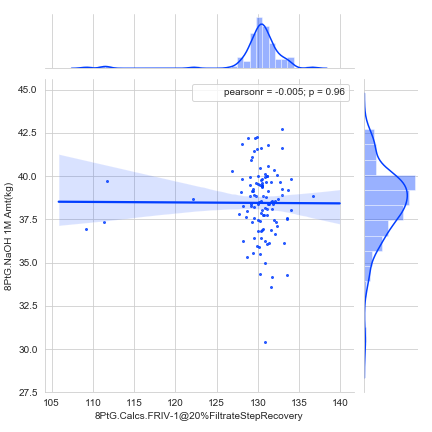 pearsonr = -0.005; p = 0.96
45.0
42.5
40.0
37.5
35.0
32.5
30.0
27.5
8PtG.NaOH 1M Amt(kg)
105 110 115 120 125 130 135 140
8PtG.Calcs.FRIV-1@20%FiltrateStepRecovery